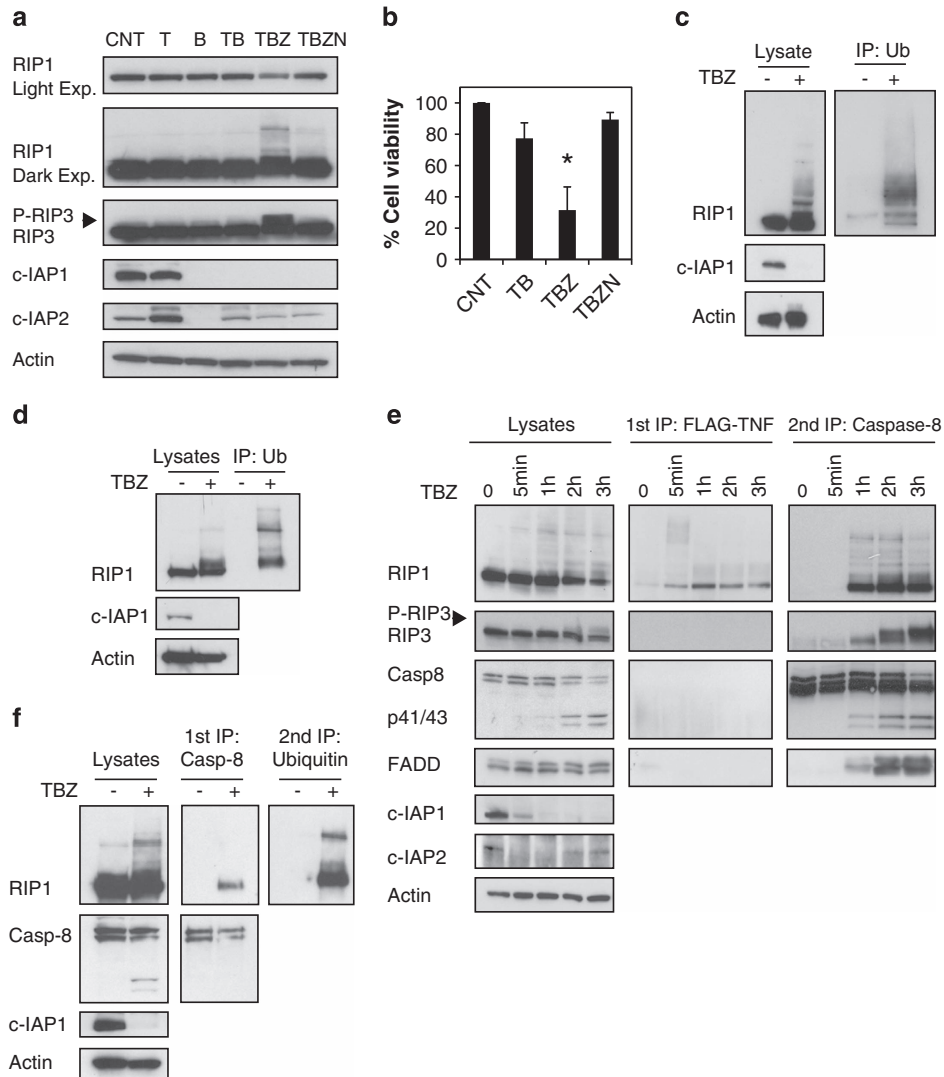 a
CNT T B TB TBZ TBZN
RIP1
Light Exp.
RIP1
Dark Exp.
P-RIP3
RIP3
c-IAP1
c-IAP2
Actin
b
% Cell viability
100
80
60
40
20
0
*
CNT
TB
TBZ
TBZN
c
Lysate IP: Ub
TBZ - + - +
RIP1
c-IAP1
Actin
d
Lysates IP: Ub
TBZ - + - +
RIP1
c-IAP1
Actin
e
Lysates 1st IP: FLAG-TNF 2nd IP: Caspase-8
TBZ 0 5min 1h 2h 3h 0 5min 1h 2h 3h 0 5min 1h 2h 3h
RIP1
P-RIP3
RIP3
Casp8
p41/43
FADD
c-IAP1
c-IAP2
Actin
f
Lysates 1st IP: Casp-8 2nd IP: Ubiquitin
TBZ - + - + - +
RIP1
Casp-8
c-IAP1
Actin